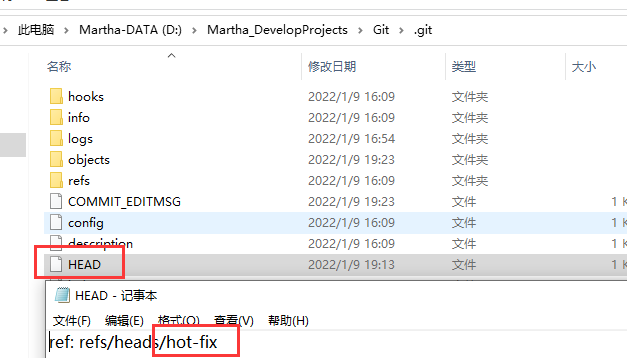 此电脑 > Martha-DATA (D:) > Martha_DevelopProjects > Git > .git
名称 修改日期 类型 大小
hooks 2022/1/9 16:09 文件夹
info 2022/1/9 16:09 文件夹
logs 2022/1/9 16:54 文件夹
objects 2022/1/9 19:23 文件夹
refs 2022/1/9 16:09 文件夹
COMMIT_EDITMSG 2022/1/9 19:23 文件 1 K
config 2022/1/9 16:09 文件 1 K
description 2022/1/9 16:09 文件 1 K
HEAD 2022/1/9 19:13 文件 1 K
HEAD - 记事本
文件(F) 编辑(E) 格式(O) 查看(V) 帮助(H)
ref: refs/heads/hot-fix